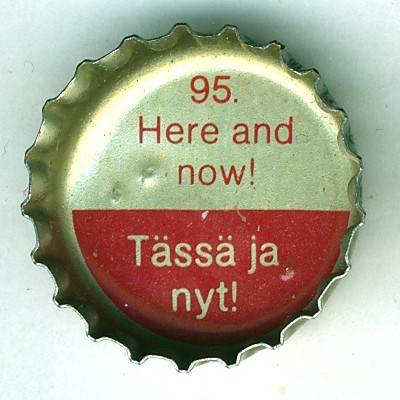 95.
Here and
now!
Tässä ja
nyt!